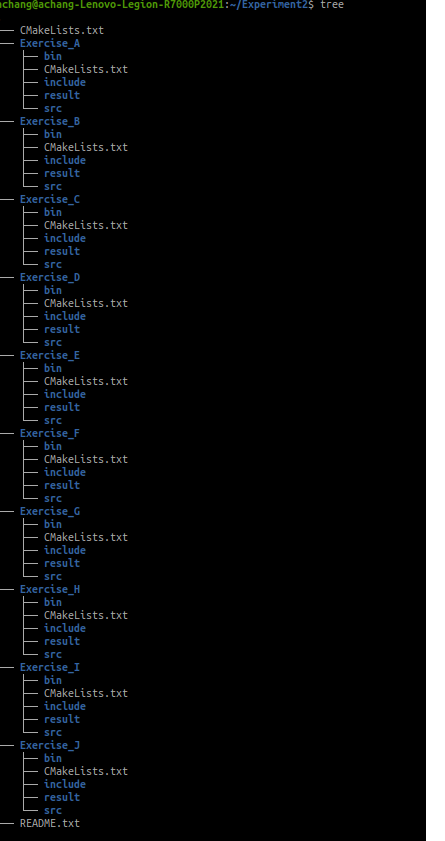 achang@achang-Lenovo-Legion-R7000P2021:~/Experiment2$ tree
CMakeLists.txt
Exercise_A
bin
CMakeLists.txt
include
result
src
Exercise_B
bin
CMakeLists.txt
include
result
src
Exercise_C
bin
CMakeLists.txt
include
result
src
Exercise_D
bin
CMakeLists.txt
include
result
src
Exercise_E
bin
CMakeLists.txt
include
result
src
Exercise_F
bin
CMakeLists.txt
include
result
src
Exercise_G
bin
CMakeLists.txt
include
result
src
Exercise_H
bin
CMakeLists.txt
include
result
src
Exercise_I
bin
CMakeLists.txt
include
result
src
Exercise_J
bin
CMakeLists.txt
include
result
src
README.txt